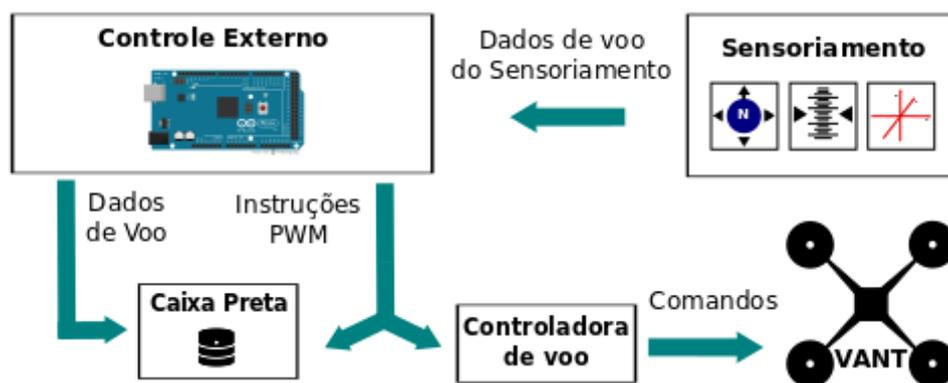 Controle Externo
Dados de voo
do Sensoriamento
Sensoriamento
N
Dados
de Voo
Instruções
PWM
Caixa Preta
Controladora
de voo
Comandos
VANT